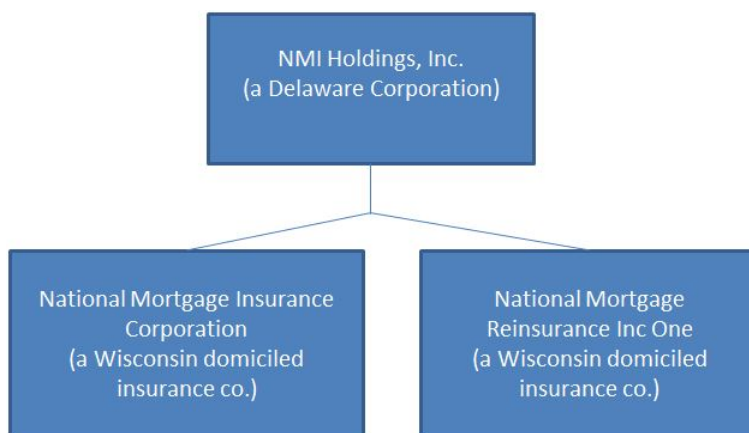 NMI Holdings, Inc.
(a Delaware Corporation)
National Mortgage Insurance
Corporation
(a Wisconsin domiciled
insurance co.)
National Mortgage
Reinsurance Inc One
(a Wisconsin domiciled
insurance co.)